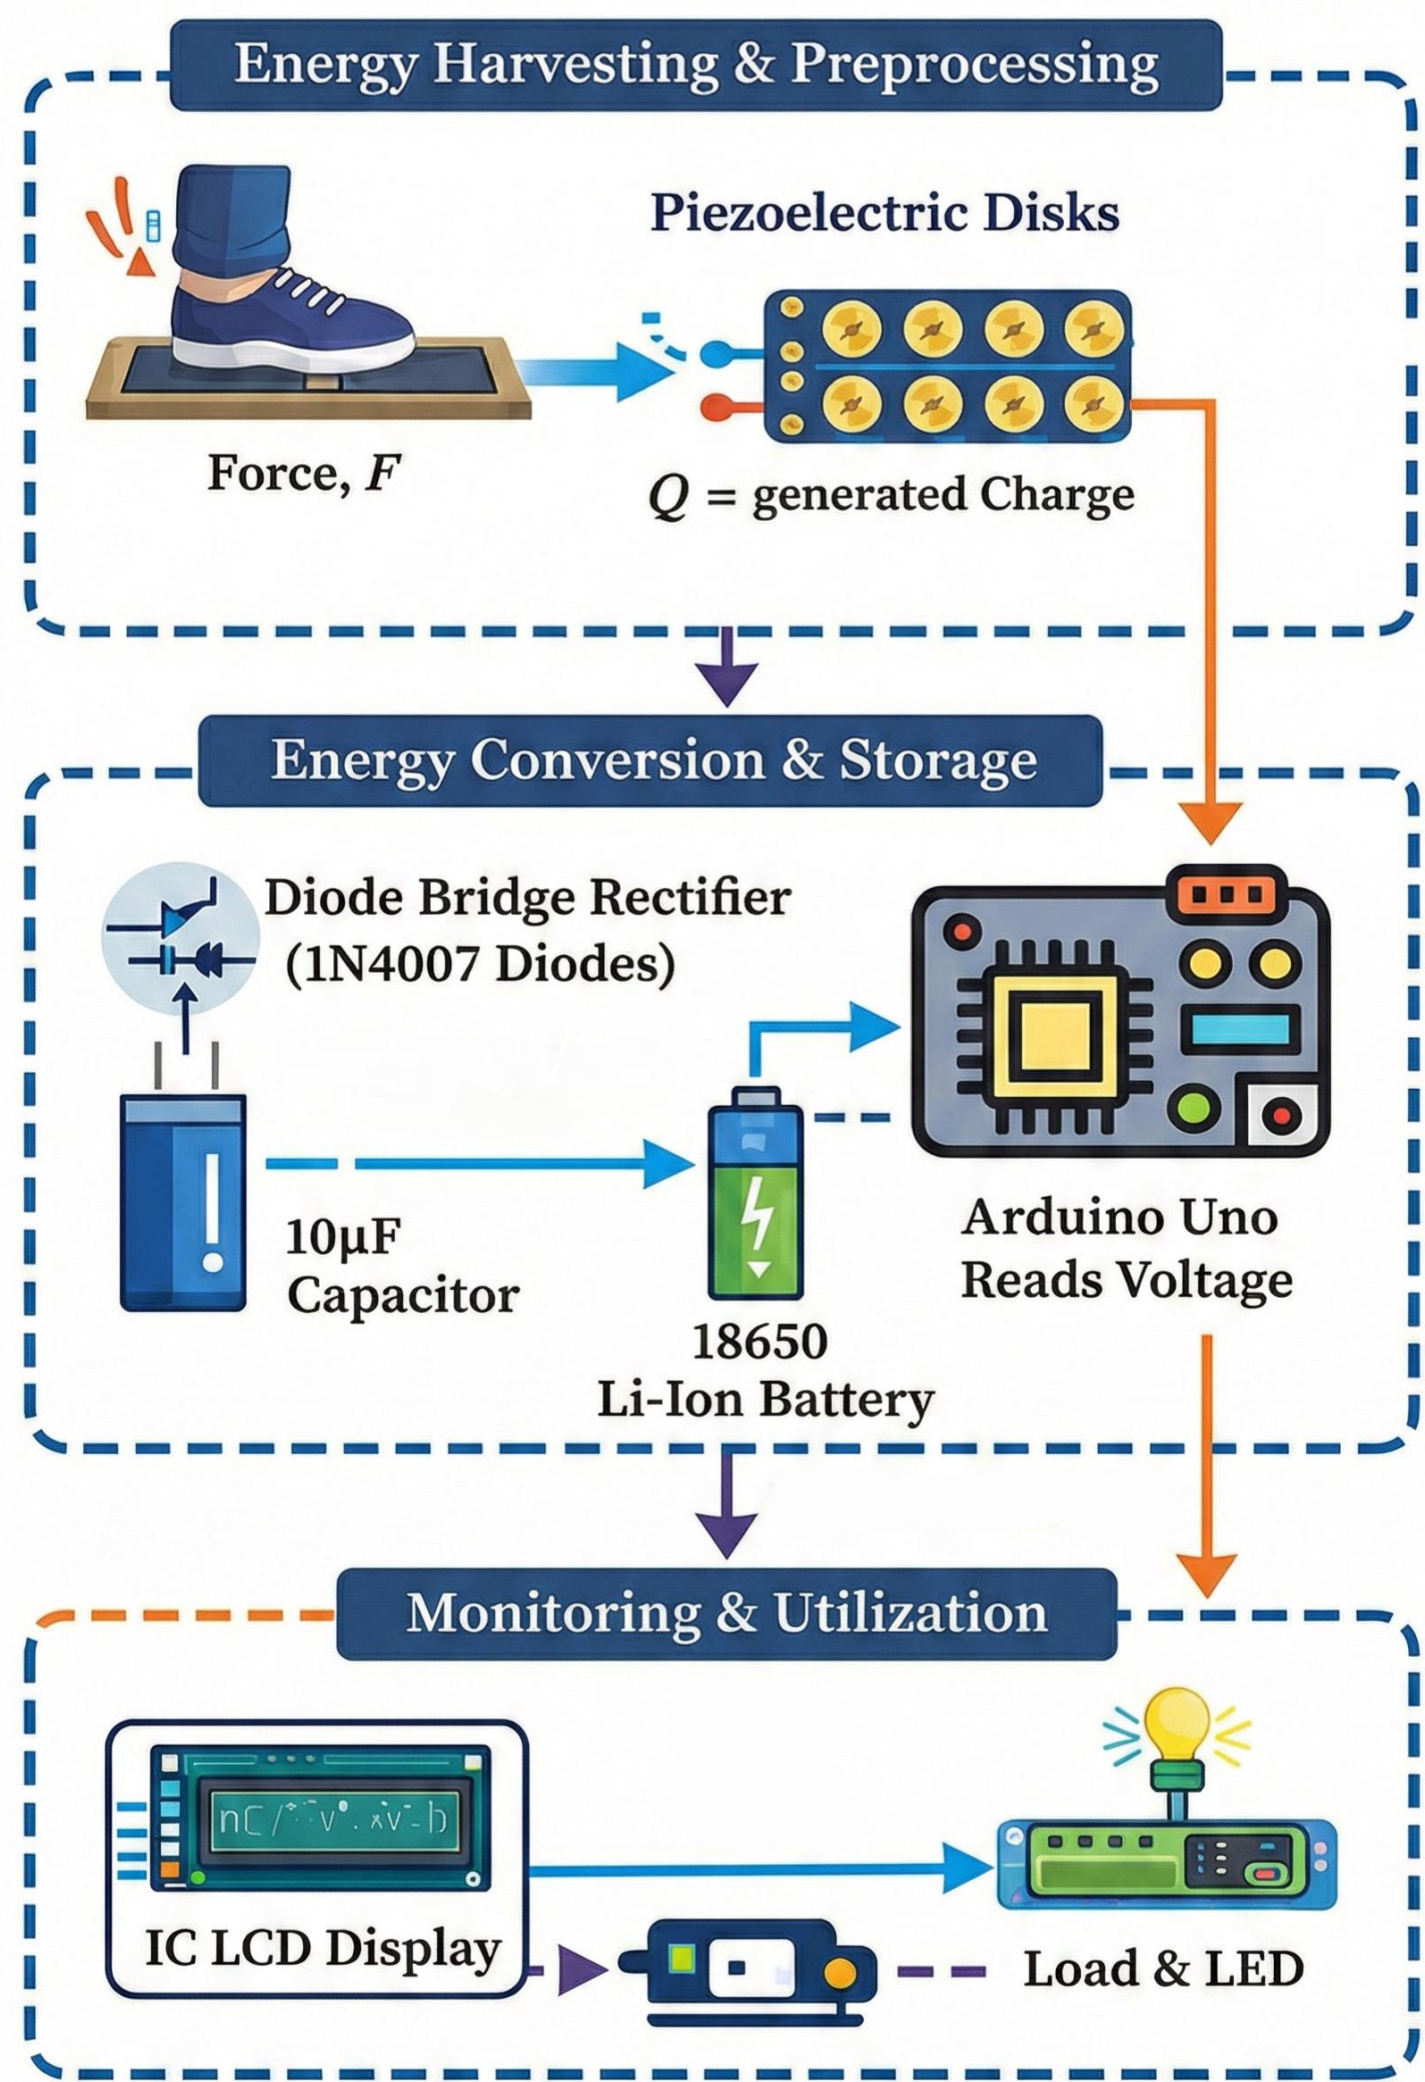 Energy Harvesting & Preprocessing
Piezoelectric Disks
Force, F
Q = generated Charge
Energy Conversion & Storage
Diode Bridge Rectifier
(1N4007 Diodes)
10μF
Capacitor
18650
Li-Ion Battery
Arduino Uno
Reads Voltage
Monitoring & Utilization
IC LCD Display
Load & LED